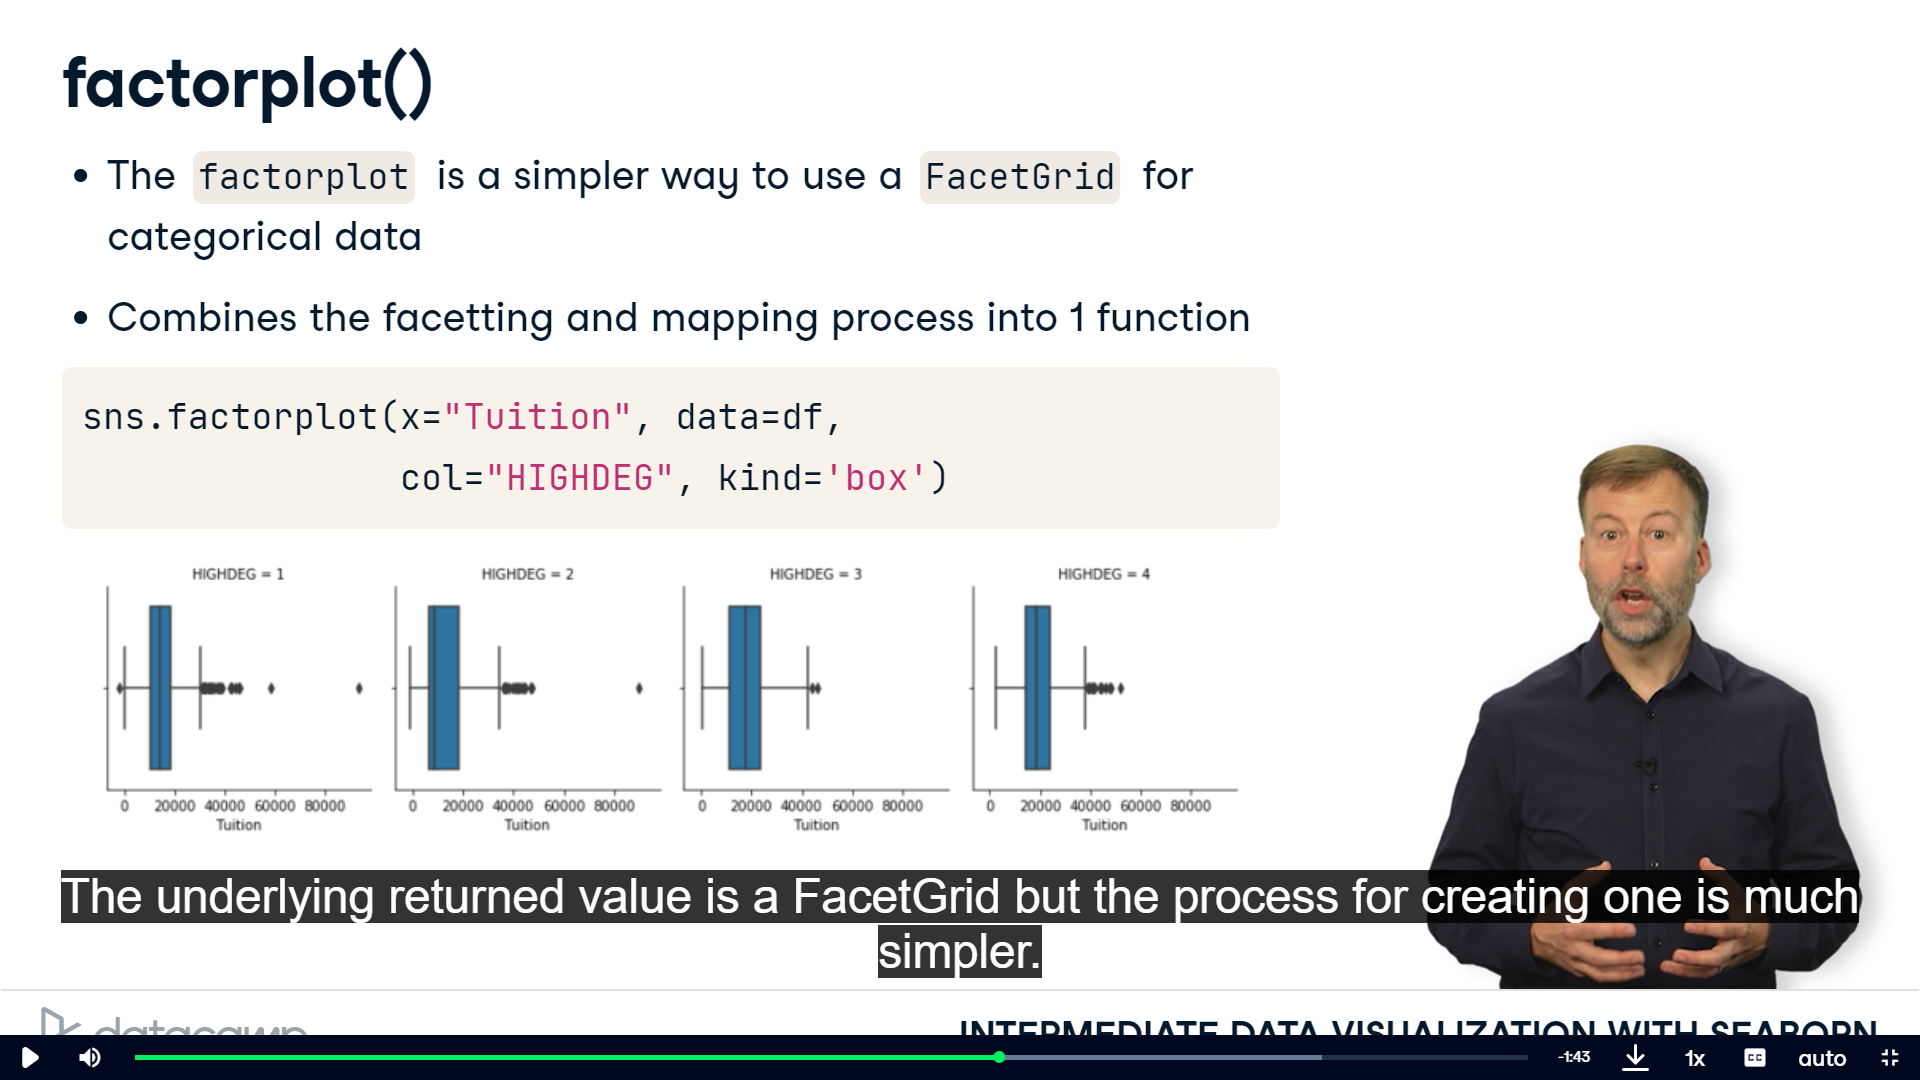 factorplot()
• The factorplot is a simpler way to use a FacetGrid for
categorical data
• Combines the facetting and mapping process into 1 function
sns.factorplot(x="Tuition", data=df,
col="HIGHDEG", kind='box')
HIGHDEG = 1 HIGHDEG = 2 HIGHDEG = 3 HIGHDEG = 4
0 20000 40000 60000 80000 0 20000 40000 60000 80000 0 20000 40000 60000 80000 0 20000 40000 60000 80000
Tuition Tuition Tuition Tuition
The underlying returned value is a FacetGrid but the process for creating one is much
simpler.
datacamp INTERMEDIATE DATA VISUALIZATION WITH SEABORN
-1:43 1x CC auto